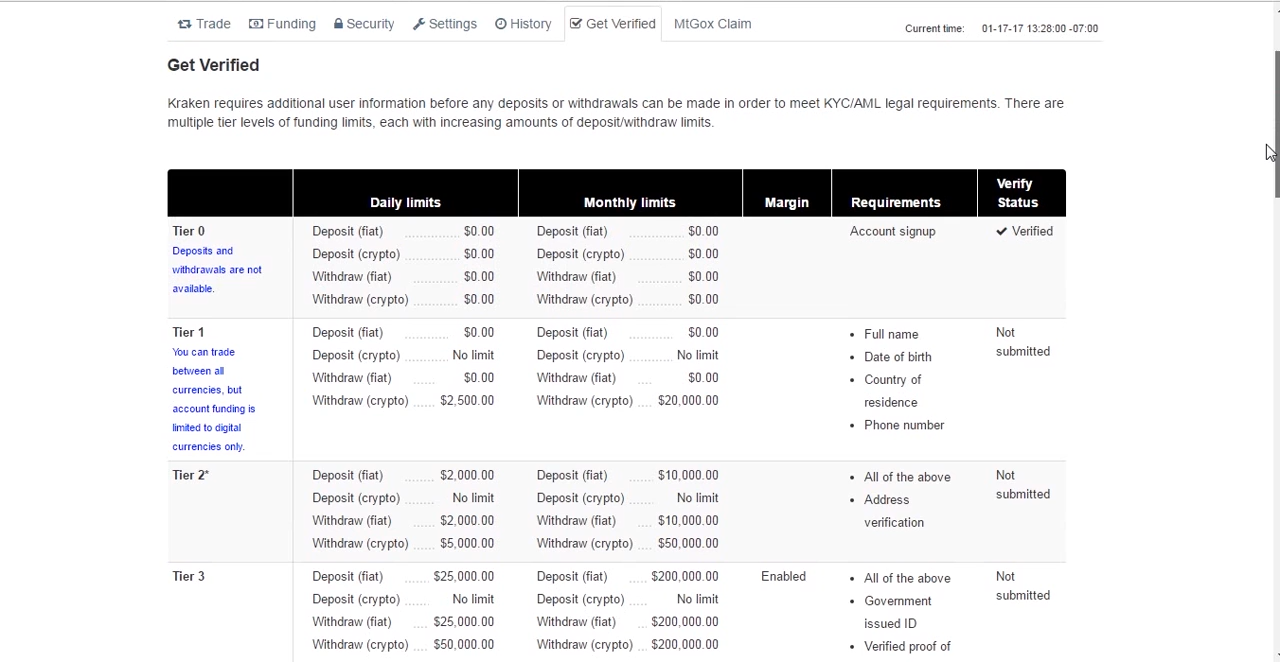 Trade Funding Security Settings History Get Verified MtGox Claim
Current time: 01-17-17 13:28:00 -07:00
Get Verified
Kraken requires additional user information before any deposits or withdrawals can be made in order to meet KYC/AML legal requirements. There are
multiple tier levels of funding limits, each with increasing amounts of deposit/withdraw limits.
Daily limits Monthly limits Margin Requirements Verify Status
Tier 0
Deposits and
withdrawals are not
available.
Deposit (fiat) ............. $0.00
Deposit (crypto) ............. $0.00
Withdraw (fiat) ............. $0.00
Withdraw (crypto) ............. $0.00
Deposit (fiat) ............. $0.00
Deposit (crypto) ............. $0.00
Withdraw (fiat) ............. $0.00
Withdraw (crypto) ............. $0.00
Account signup
Verified
Tier 1
You can trade
between all
currencies, but
account funding is
limited to digital
currencies only.
Deposit (fiat) ............. $0.00
Deposit (crypto) ............. No limit
Withdraw (fiat) ...... $0.00
Withdraw (crypto) ...... $2,500.00
Deposit (fiat) ............. $0.00
Deposit (crypto) ............. No limit
Withdraw (fiat) .... $0.00
Withdraw (crypto) .... $20,000.00
• Full name
• Date of birth
• Country of
residence
• Phone number
Not
submitted
Tier 2*
Deposit (fiat) ........ $2,000.00
Deposit (crypto) ........ No limit
Withdraw (fiat) ...... $2,000.00
Withdraw (crypto) ...... $5,000.00
Deposit (fiat) ...... $10,000.00
Deposit (crypto) ........ No limit
Withdraw (fiat) .... $10,000.00
Withdraw (crypto) .... $50,000.00
• All of the above
• Address
verification
Not
submitted
Tier 3
Deposit (fiat) ....... $25,000.00
Deposit (crypto) ....... No limit
Withdraw (fiat) .... $25,000.00
Withdraw (crypto) .... $50,000.00
Deposit (fiat) ..... $200,000.00
Deposit (crypto) ....... No limit
Withdraw (fiat) ... $200,000.00
Withdraw (crypto) ... $200,000.00
Enabled
• All of the above
• Government
issued ID
• Verified proof of
Not
submitted